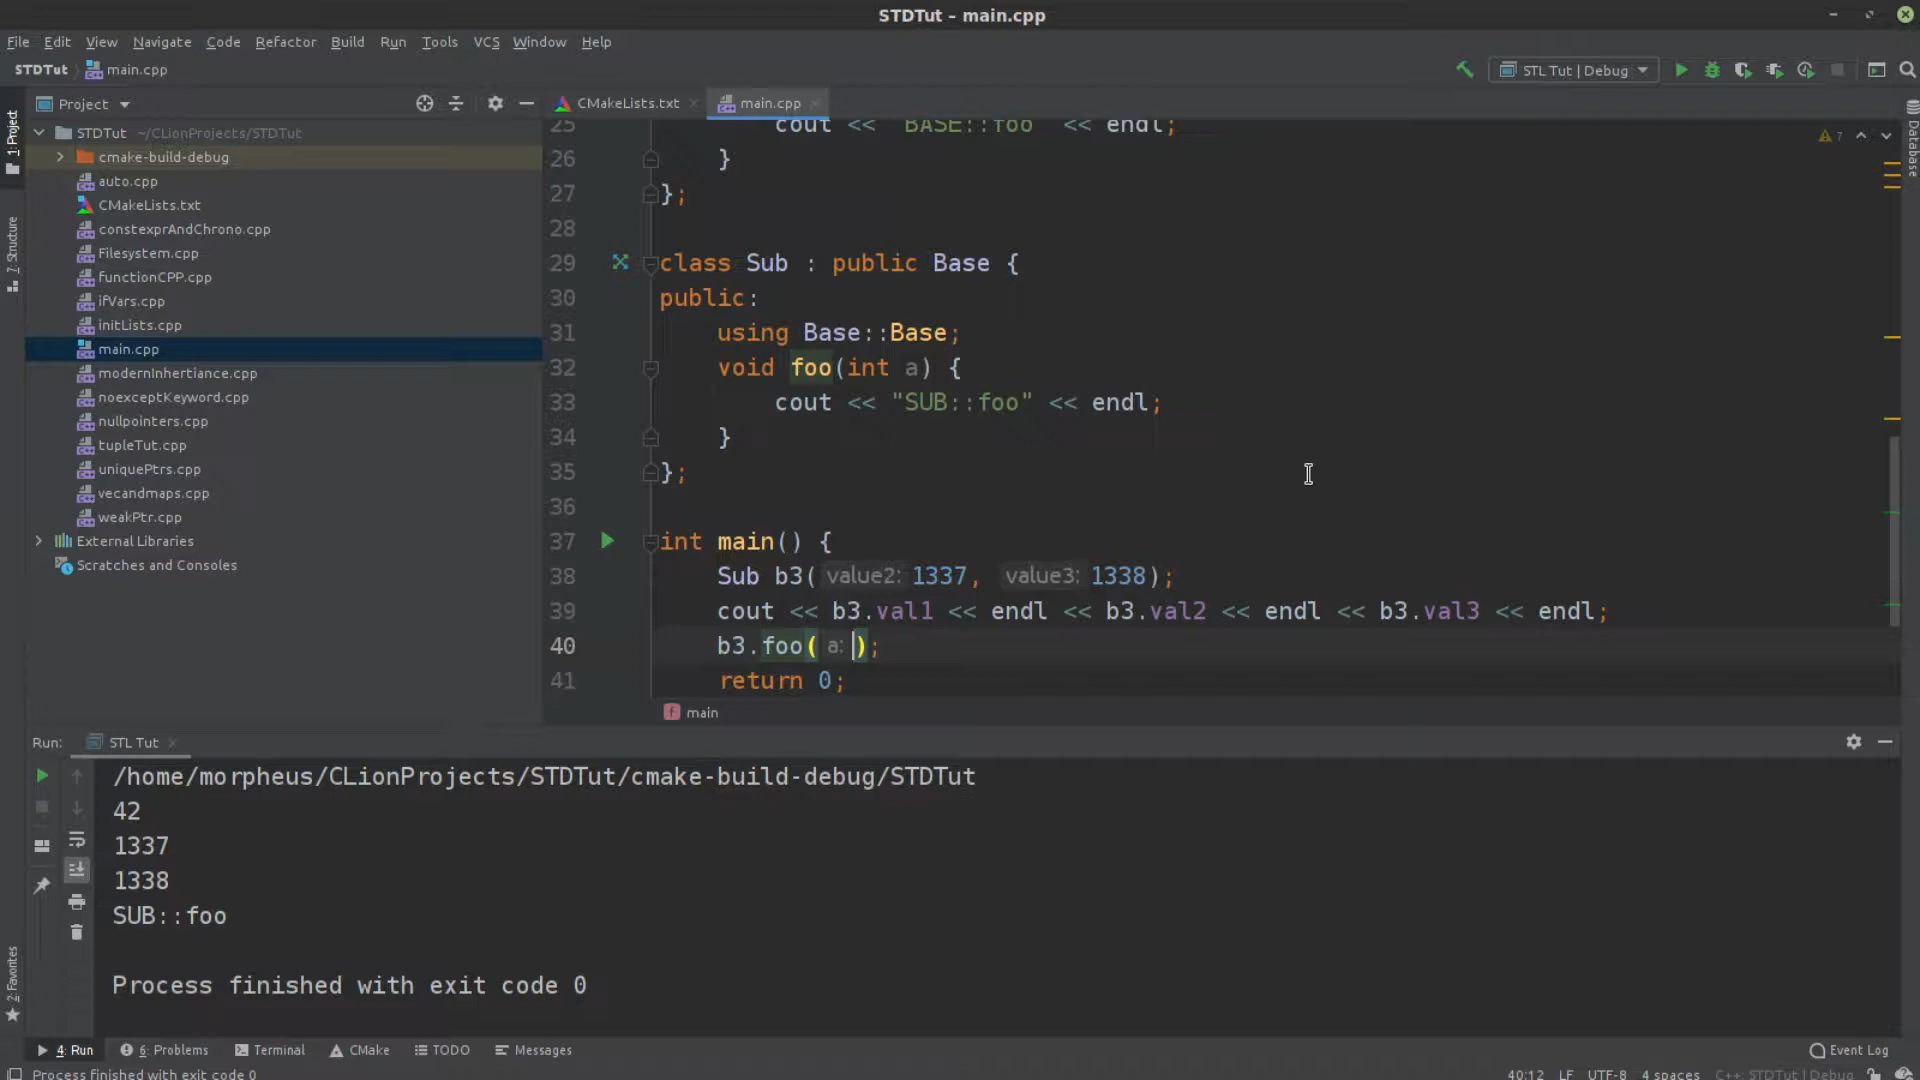 STDTut – main.cpp
File Edit View Navigate Code Refactor Build Run Tools VCS Window Help
STDTut main.cpp
STL Tut | Debug
1: Project
7: Structure
2: Favorites
Database
Project
STDTut ~/CLionProjects/STDTut
cmake-build-debug
auto.cpp
CMakeLists.txt
constexprAndChrono.cpp
Filesystem.cpp
functionCPP.cpp
ifVars.cpp
initLists.cpp
main.cpp
modernInhertiance.cpp
noexceptKeyword.cpp
nullpointers.cpp
tupleTut.cpp
uniquePtrs.cpp
vecandmaps.cpp
weakPtr.cpp
External Libraries
Scratches and Consoles
CMakeLists.txt main.cpp
7
25 cout << "BASE::foo" << endl;
26 }
27 };
28
29 class Sub : public Base {
30 public:
31 using Base::Base;
32 void foo(int a) {
33 cout << "SUB::foo" << endl;
34 }
35 };
36
37 int main() {
38 Sub b3( value2: 1337, value3: 1338);
39 cout << b3.val1 << endl << b3.val2 << endl << b3.val3 << endl;
40 b3.foo( a: );
41 return 0;
main
Run: STL Tut
/home/morpheus/CLionProjects/STDTut/cmake-build-debug/STDTut
42
1337
1338
SUB::foo
Process finished with exit code 0
4: Run 6: Problems Terminal CMake TODO Messages Event Log
Process finished with exit code 0 40:12 LF UTF-8 4 spaces C++: STDTut | Debug